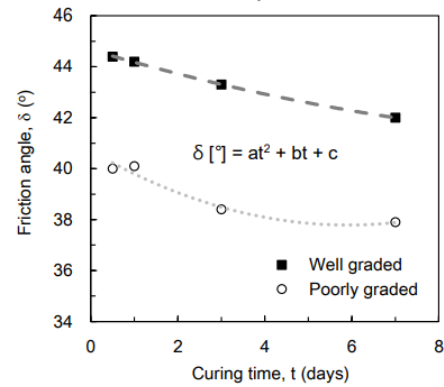 46
44
42
40
38
36
34
Friction angle, δ (°)
δ [°] = at² + bt + c
Well graded
Poorly graded
0
2
4
6
8
Curing time, t (days)